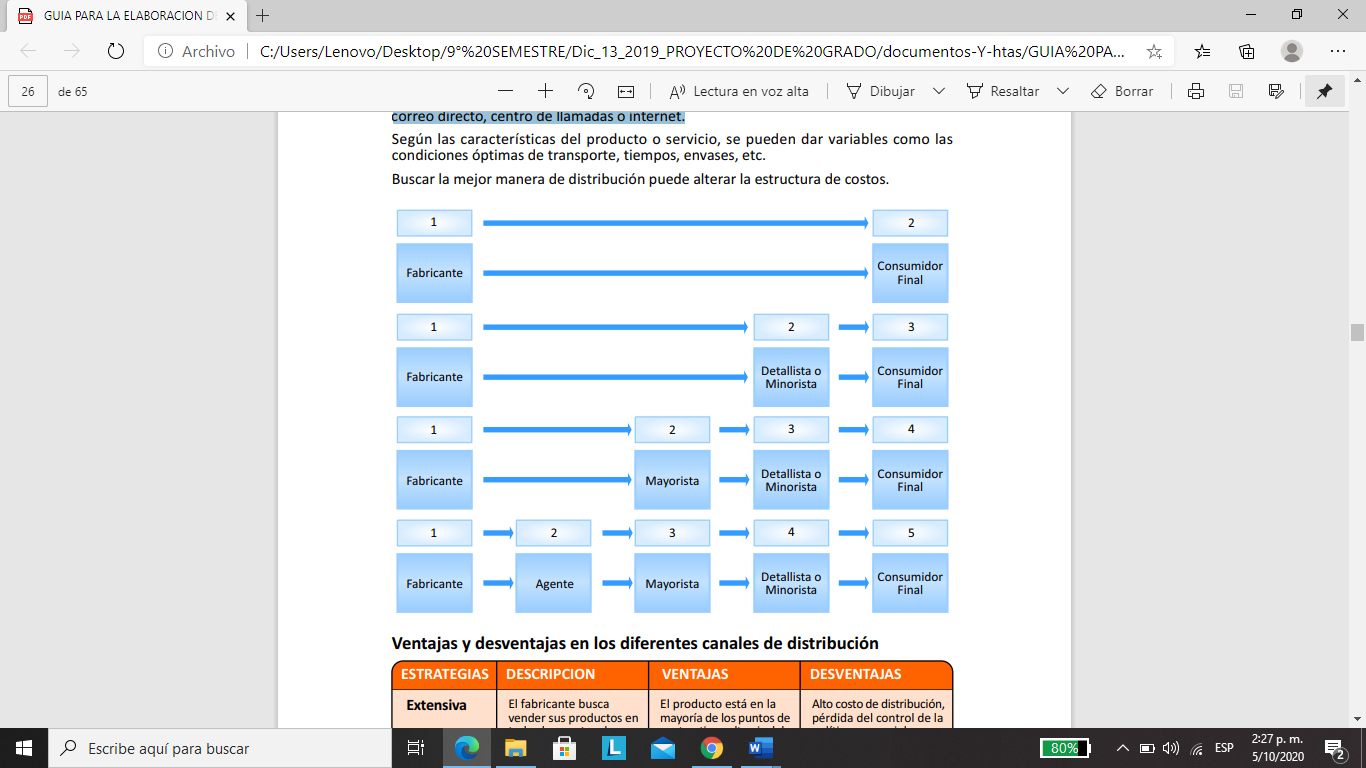 GUIA PARA LA ELABORACION D
Archivo
C:/Users/Lenovo/Desktop/9°%20SEMESTRE/Dic_13_2019_PROYECTO%20DE%20GRADO/documentos-Y-htas/GUIA%20PA...
26 de 65
Lectura en voz alta
Dibujar
Resaltar
Borrar
correo directo, centro de llamadas o internet.
Según las características del producto o servicio, se pueden dar variables como las
condiciones óptimas de transporte, tiempos, envases, etc.
Buscar la mejor manera de distribución puede alterar la estructura de costos.
1 2
Fabricante
Consumidor
Final
1 2 3
Fabricante
Detallista o
Minorista
Consumidor
Final
1 2 3 4
Fabricante
Mayorista
Detallista o
Minorista
Consumidor
Final
1 2 3 4 5
Fabricante
Agente
Mayorista
Detallista o
Minorista
Consumidor
Final
Ventajas y desventajas en los diferentes canales de distribución
ESTRATEGIAS DESCRIPCION VENTAJAS DESVENTAJAS
Extensiva
El fabricante busca
vender sus productos en
El producto está en la
mayoría de los puntos de
Alto costo de distribución,
pérdida del control de la
Escribe aquí para buscar
80%
ESP
2:27 p. m.
5/10/2020
2